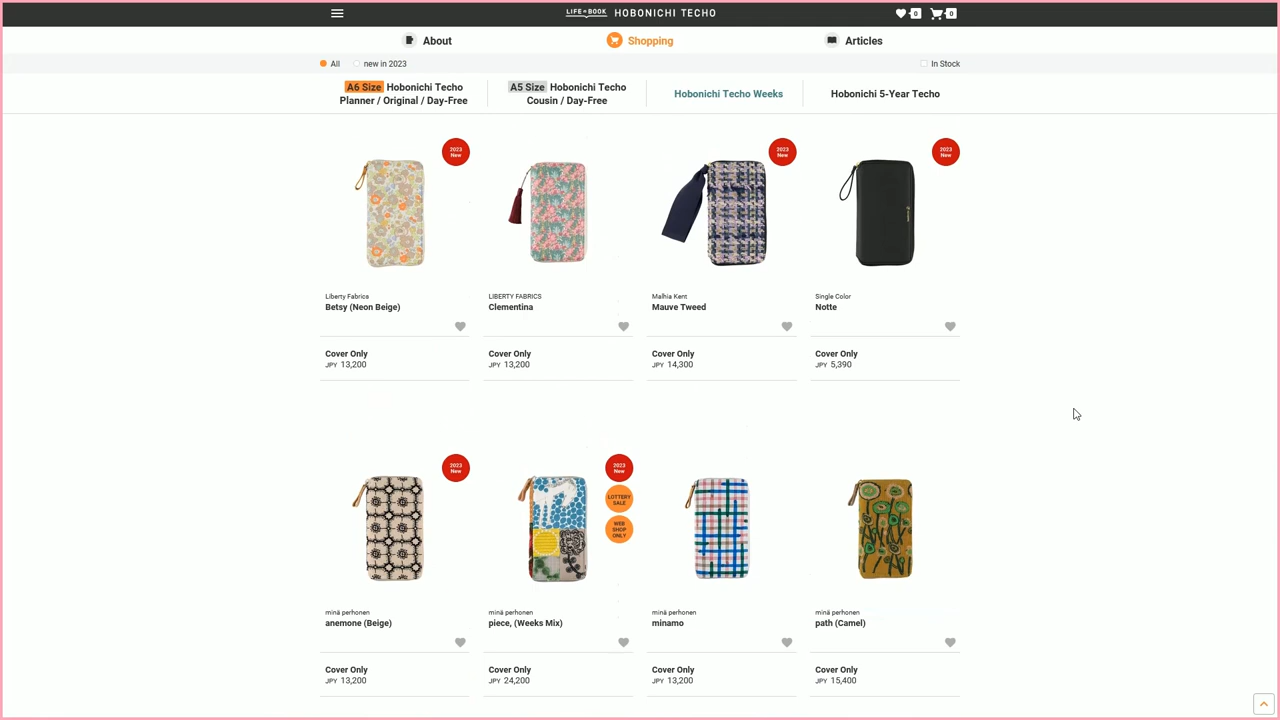 LIFE is BOOK HOBONICHI TECHO
0
0
About
Shopping
Articles
All
new in 2023
In Stock
A6 Size Hobonichi Techo
Planner / Original / Day-Free
A5 Size Hobonichi Techo
Cousin / Day-Free
Hobonichi Techo Weeks
Hobonichi 5-Year Techo
2023
New
2023
New
2023
New
Liberty Fabrics
Betsy (Neon Beige)
Cover Only
JPY 13,200
LIBERTY FABRICS
Clementina
Cover Only
JPY 13,200
Malhia Kent
Mauve Tweed
Cover Only
JPY 14,300
Single Color
Notte
Cover Only
JPY 5,390
2023
New
2023
New
LOTTERY
SALE
WEB
SHOP
ONLY
minä perhonen
anemone (Beige)
Cover Only
JPY 13,200
minä perhonen
piece, (Weeks Mix)
Cover Only
JPY 24,200
minä perhonen
minamo
Cover Only
JPY 13,200
minä perhonen
path (Camel)
Cover Only
JPY 15,400